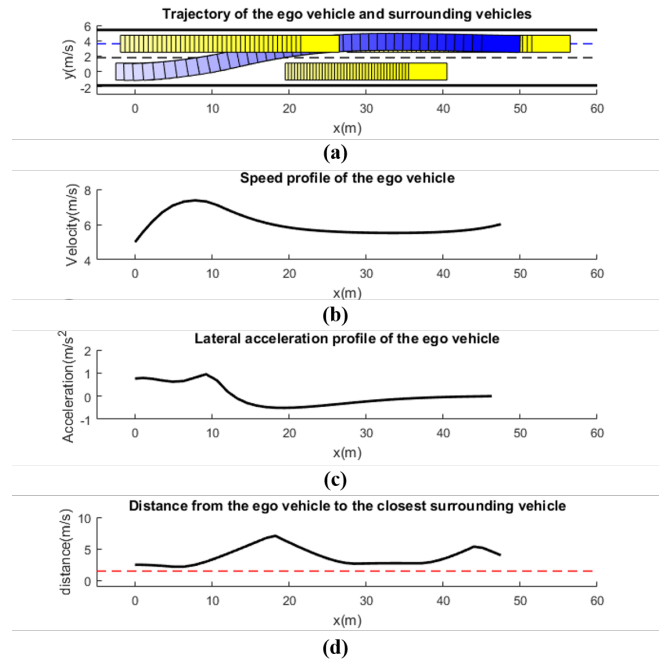 Trajectory of the ego vehicle and surrounding vehicles
y(m/s)
6
4
2
0
-2
0 10 20 30 40 50 60
x(m)
(a)
Speed profile of the ego vehicle
Velocity(m/s)
8
6
4
0 10 20 30 40 50 60
x(m)
(b)
Lateral acceleration profile of the ego vehicle
Acceleration(m/s²
2
1
0
-1
0 10 20 30 40 50 60
x(m)
(c)
Distance from the ego vehicle to the closest surrounding vehicle
distance(m/s)
10
5
0
0 10 20 30 40 50 60
x(m)
(d)